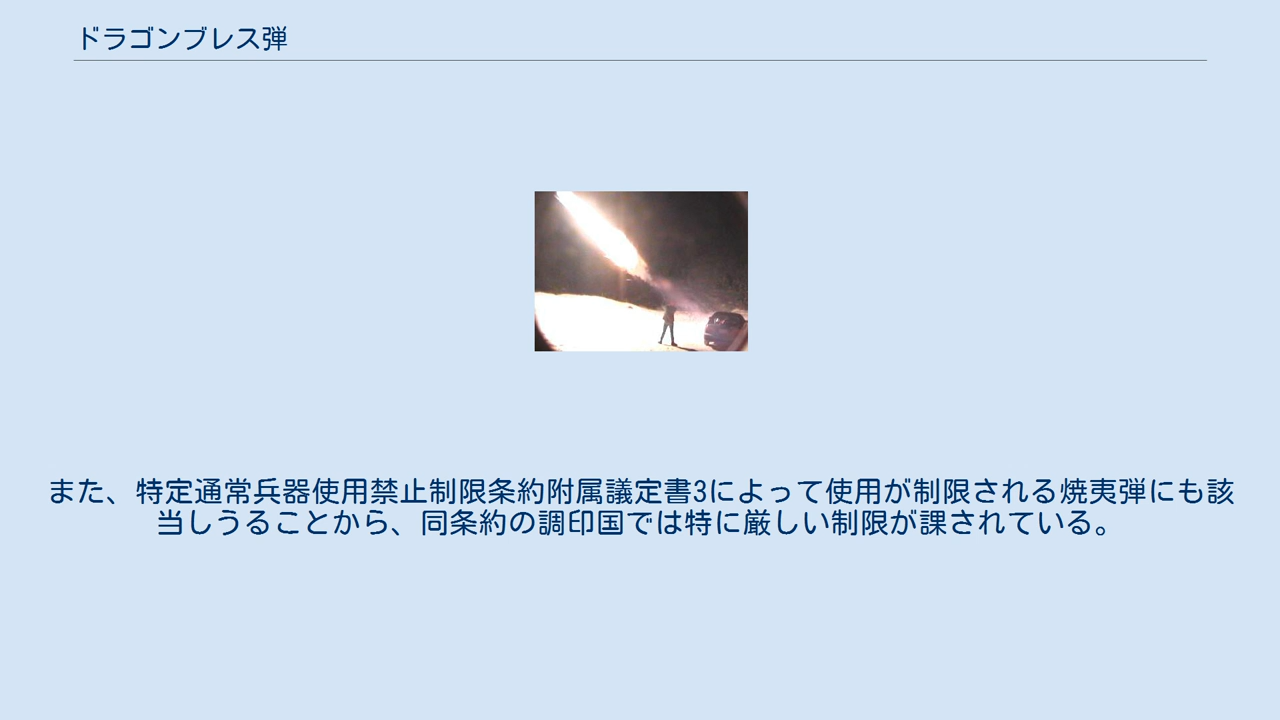 ドラゴンブレス弾
また、特定通常兵器使用禁止制限条約附属議定書3によって使用が制限される焼夷弾にも該
当しうることから、同条約の調印国では特に厳しい制限が課されている。